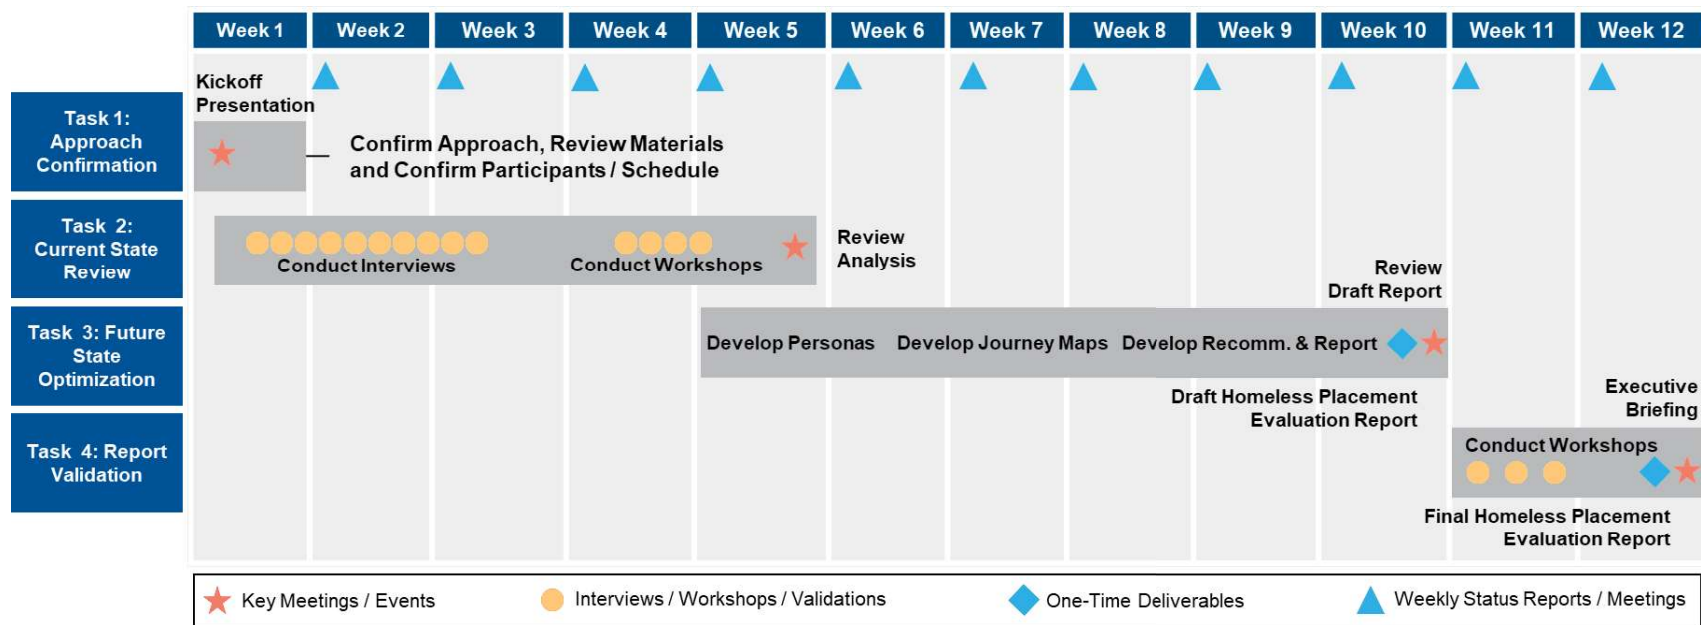 Week 1
Week 2
Week 3
Week 4
Week 5
Week 6
Week 7
Week 8
Week 9
Week 10
Week 11
Week 12
Kickoff
Presentation
Task 1:
Approach
Confirmation
Confirm Approach, Review Materials
and Confirm Participants / Schedule
Task 2:
Current State
Review
Conduct Interviews
Conduct Workshops
Review
Analysis
Review
Draft Report
Task 3: Future
State
Optimization
Develop Personas
Develop Journey Maps
Develop Recomm. & Report
Draft Homeless Placement
Evaluation Report
Executive
Briefing
Task 4: Report
Validation
Conduct Workshops
Final Homeless Placement
Evaluation Report
Key Meetings / Events
Interviews / Workshops / Validations
One-Time Deliverables
Weekly Status Reports / Meetings